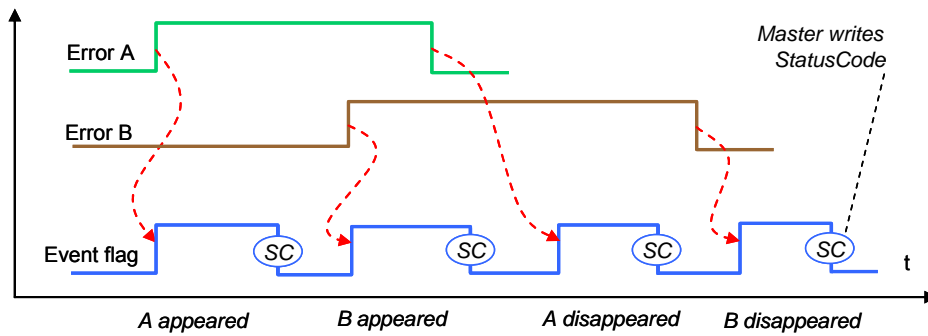 Master writes
StatusCode
Error A
Error B
Event flag
SC
SC
SC
SC
t
A appeared
B appeared
A disappeared
B disappeared